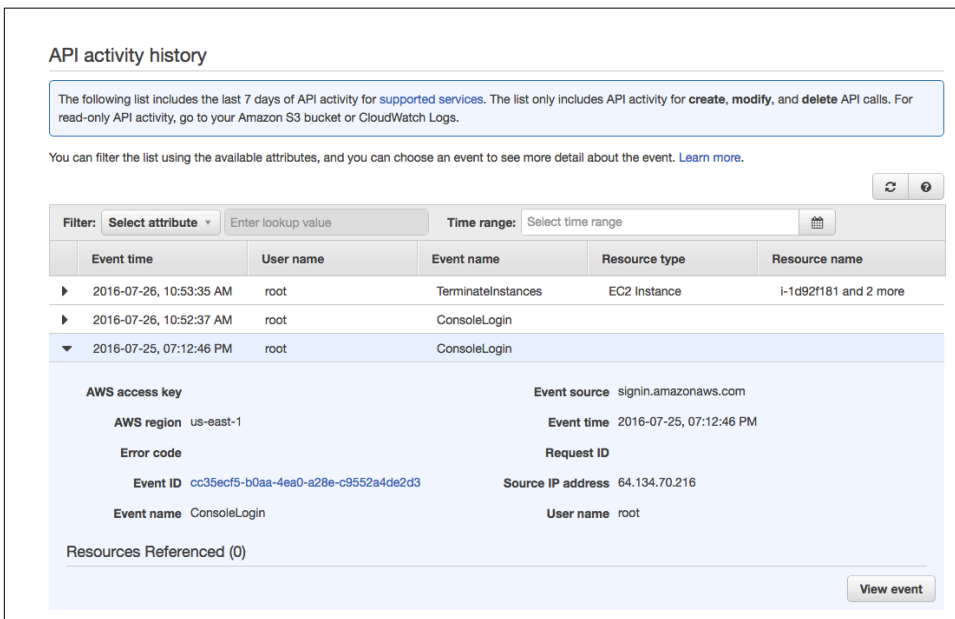 API activity history
The following list includes the last 7 days of API activity for supported services. The list only includes API activity for create, modify, and delete API calls. For
read-only API activity, go to your Amazon S3 bucket or CloudWatch Logs.
You can filter the list using the available attributes, and you can choose an event to see more detail about the event. Learn more.
Filter: Select attribute Enter lookup value Time range: Select time range
Event time User name Event name Resource type Resource name
2016-07-26, 10:53:35 AM root TerminateInstances EC2 Instance i-1d92f181 and 2 more
2016-07-26, 10:52:37 AM root ConsoleLogin
2016-07-25, 07:12:46 PM root ConsoleLogin
AWS access key Event source signin.amazonaws.com
AWS region us-east-1 Event time 2016-07-25, 07:12:46 PM
Error code Request ID
Event ID cc35ecf5-b0aa-4ea0-a28e-c9552a4de2d3 Source IP address 64.134.70.216
Event name ConsoleLogin User name root
Resources Referenced (0)
View event